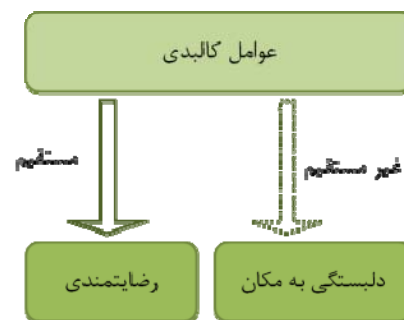 عوامل کالبدی
غیر مستقیم
مستقیم
دلبستگی به مکان
رضایتمندی